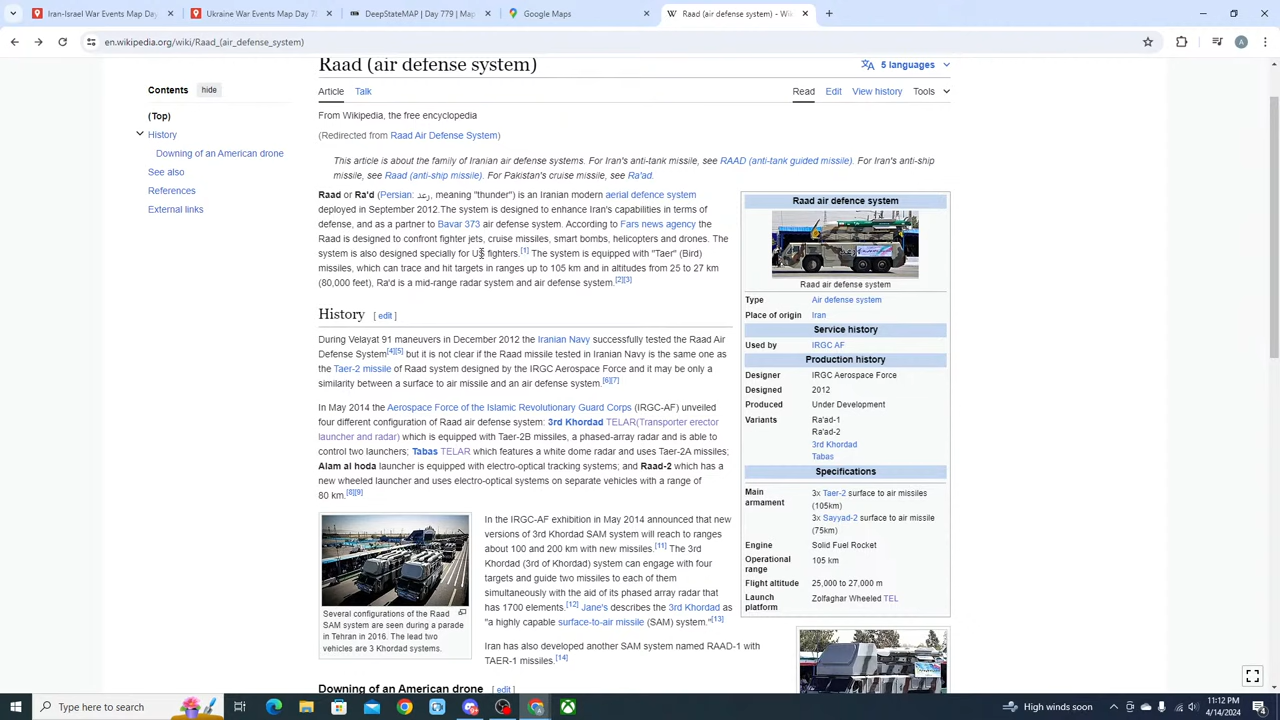 Iran-Israel War Events Map Day
Ukraine War Events Map Day 7
DeepStateMAP | Day 779 | Map
Google Maps
Raad (air defense system) - Wik
en.wikipedia.org/wiki/Raad_(air_defense_system)
Contents hide
(Top)
History
Downing of an American drone
See also
References
External links
Raad (air defense system)
5 languages
Article Talk Read Edit View history Tools
From Wikipedia, the free encyclopedia
(Redirected from Raad Air Defense System)
This article is about the family of Iranian air defense systems. For Iran's anti-tank missile, see RAAD (anti-tank guided missile). For Iran's anti-ship
missile, see Raad (anti-ship missile). For Pakistan's cruise missile, see Ra'ad.
Raad or Ra'd (Persian: رعد, meaning "thunder") is an Iranian modern aerial defence system
deployed in September 2012.The system is designed to enhance Iran's capabilities in terms of
defense, and as a partner to Bavar 373 air defense system. According to Fars news agency the
Raad is designed to confront fighter jets, cruise missiles, smart bombs, helicopters and drones. The
system is also designed specially for US fighters.[1] The system is equipped with "Taer" (Bird)
missiles, which can trace and hit targets in ranges up to 105 km and in altitudes from 25 to 27 km
(80,000 feet), Ra'd is a mid-range radar system and air defense system.[2][3]
History [ edit ]
During Velayat 91 maneuvers in December 2012 the Iranian Navy successfully tested the Raad Air
Defense System[4][5] but it is not clear if the Raad missile tested in Iranian Navy is the same one as
the Taer-2 missile of Raad system designed by the IRGC Aerospace Force and it may be only a
similarity between a surface to air missile and an air defense system.[6][7]
In May 2014 the Aerospace Force of the Islamic Revolutionary Guard Corps (IRGC-AF) unveiled
four different configuration of Raad air defense system: 3rd Khordad TELAR(Transporter erector
launcher and radar) which is equipped with Taer-2B missiles, a phased-array radar and is able to
control two launchers; Tabas TELAR which features a white dome radar and uses Taer-2A missiles;
Alam al hoda launcher is equipped with electro-optical tracking systems; and Raad-2 which has a
new wheeled launcher and uses electro-optical systems on separate vehicles with a range of
80 km.[8][9]
Several configurations of the Raad
SAM system are seen during a parade
in Tehran in 2016. The lead two
vehicles are 3 Khordad systems.
In the IRGC-AF exhibition in May 2014 announced that new
versions of 3rd Khordad SAM system will reach to ranges
about 100 and 200 km with new missiles.[11] The 3rd
Khordad (3rd of Khordad) system can engage with four
targets and guide two missiles to each of them
simultaneously with the aid of its phased array radar that
has 1700 elements.[12] Jane's describes the 3rd Khordad as
"a highly capable surface-to-air missile (SAM) system."[13]
Iran has also developed another SAM system named RAAD-1 with
TAER-1 missiles.[14]
Downing of an American drone [ edit ]
Raad air defense system
Raad air defense system
Type Air defense system
Place of origin Iran
Service history
Used by IRGC AF
Production history
Designer IRGC Aerospace Force
Designed 2012
Produced Under Development
Variants Ra'ad-1
Ra'ad-2
3rd Khordad
Tabas
Specifications
Main armament 3x Taer-2 surface to air missiles
(105km)
3x Sayyad-2 surface to air missile
(75km)
Engine Solid Fuel Rocket
Operational range 105 km
Flight altitude 25,000 to 27,000 m
Launch platform Zolfaghar Wheeled TEL
Type here to search
High winds soon
11:12 PM
4/14/2024